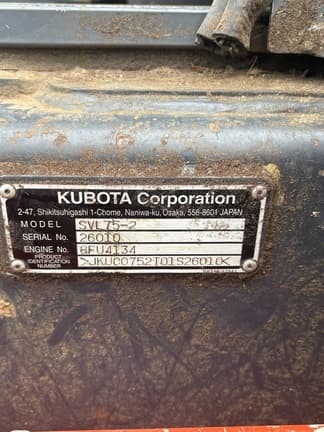 KUBOTA Corporation
2-47, Shikitsuhigashi 1-Chome, Naniwa-ku, Osaka, 556-8601 JAPAN
MODEL SVL75-2
SERIAL No. 26010
ENGINE No. 8FU4134
PRODUCT IDENTIFICATION NUMBER >JKUC0752T01S26010<